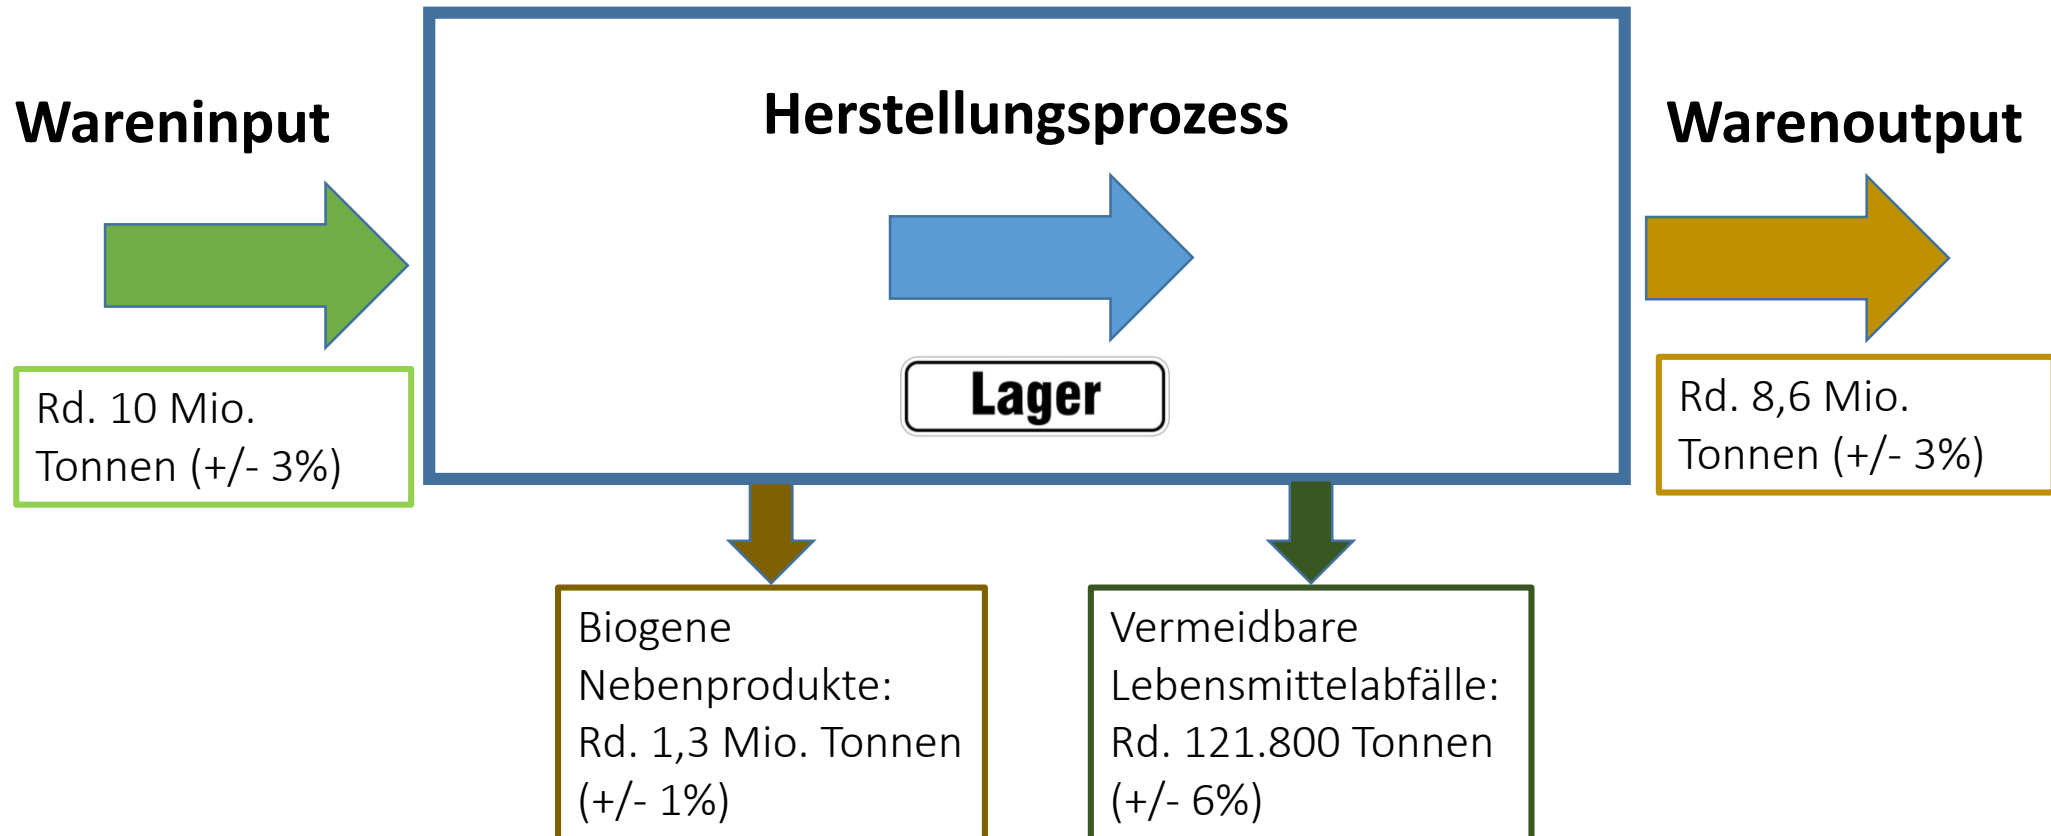 Wareninput
Herstellungsprozess
Warenoutput
Lager
Rd. 10 Mio.
Tonnen (+/- 3%)
Rd. 8,6 Mio.
Tonnen (+/- 3%)
Biogene
Nebenprodukte:
Rd. 1,3 Mio. Tonnen
(+/- 1%)
Vermeidbare
Lebensmittelabfälle:
Rd. 121.800 Tonnen
(+/- 6%)